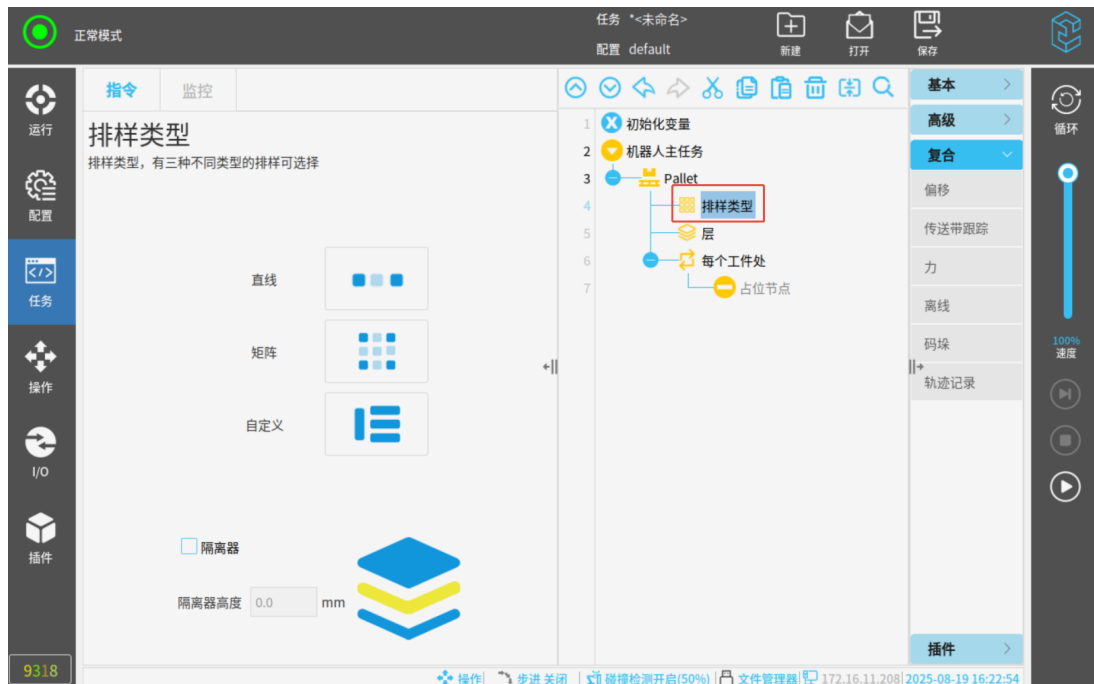 正常模式
任务 *<未命名>
配置 default
新建
打开
保存
运行
配置
任务
操作
I/O
插件
9318
指令
监控
排样类型
排样类型，有三种不同类型的排样可选择
直线
矩阵
自定义
隔离器
隔离器高度 0.0 mm
1 初始化变量
2 机器人主任务
3 Pallet
4 排样类型
5 层
6 每个工件处
7 占位节点
基本
高级
复合
偏移
传送带跟踪
力
离线
码垛
轨迹记录
插件
循环
100%
速度
操作 步进 关闭 碰撞检测开启(50%) 文件管理器 172.16.11.208 2025-08-19 16:22:54